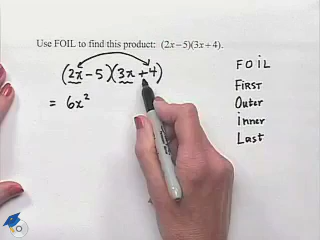 Use FOIL to find this product: (2x−5)(3x+4).
(2x−5)(3x+4)
= 6x²
FOIL
FIRST
Outer
inner
Last